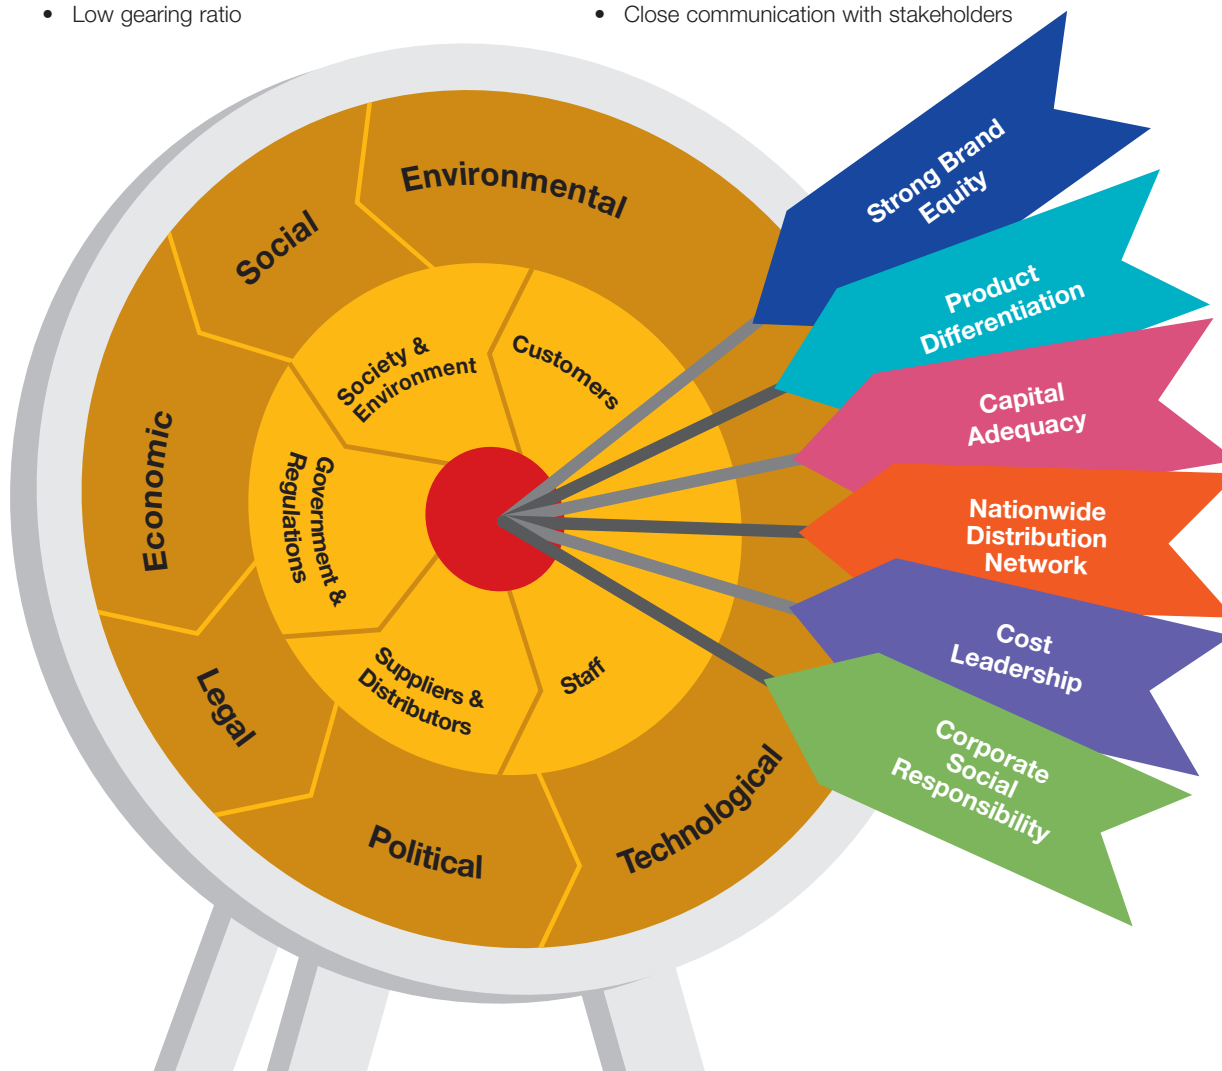 • Low gearing ratio
• Close communication with stakeholders
Environmental
Social
Economic
Legal
Political
Technological
Society &
Environment
Customers
Government &
Regulations
Suppliers &
Distributors
Staff
Strong Brand
Equity
Product
Differentiation
Capital
Adequacy
Nationwide
Distribution
Network
Cost
Leadership
Corporate
Social
Responsibility